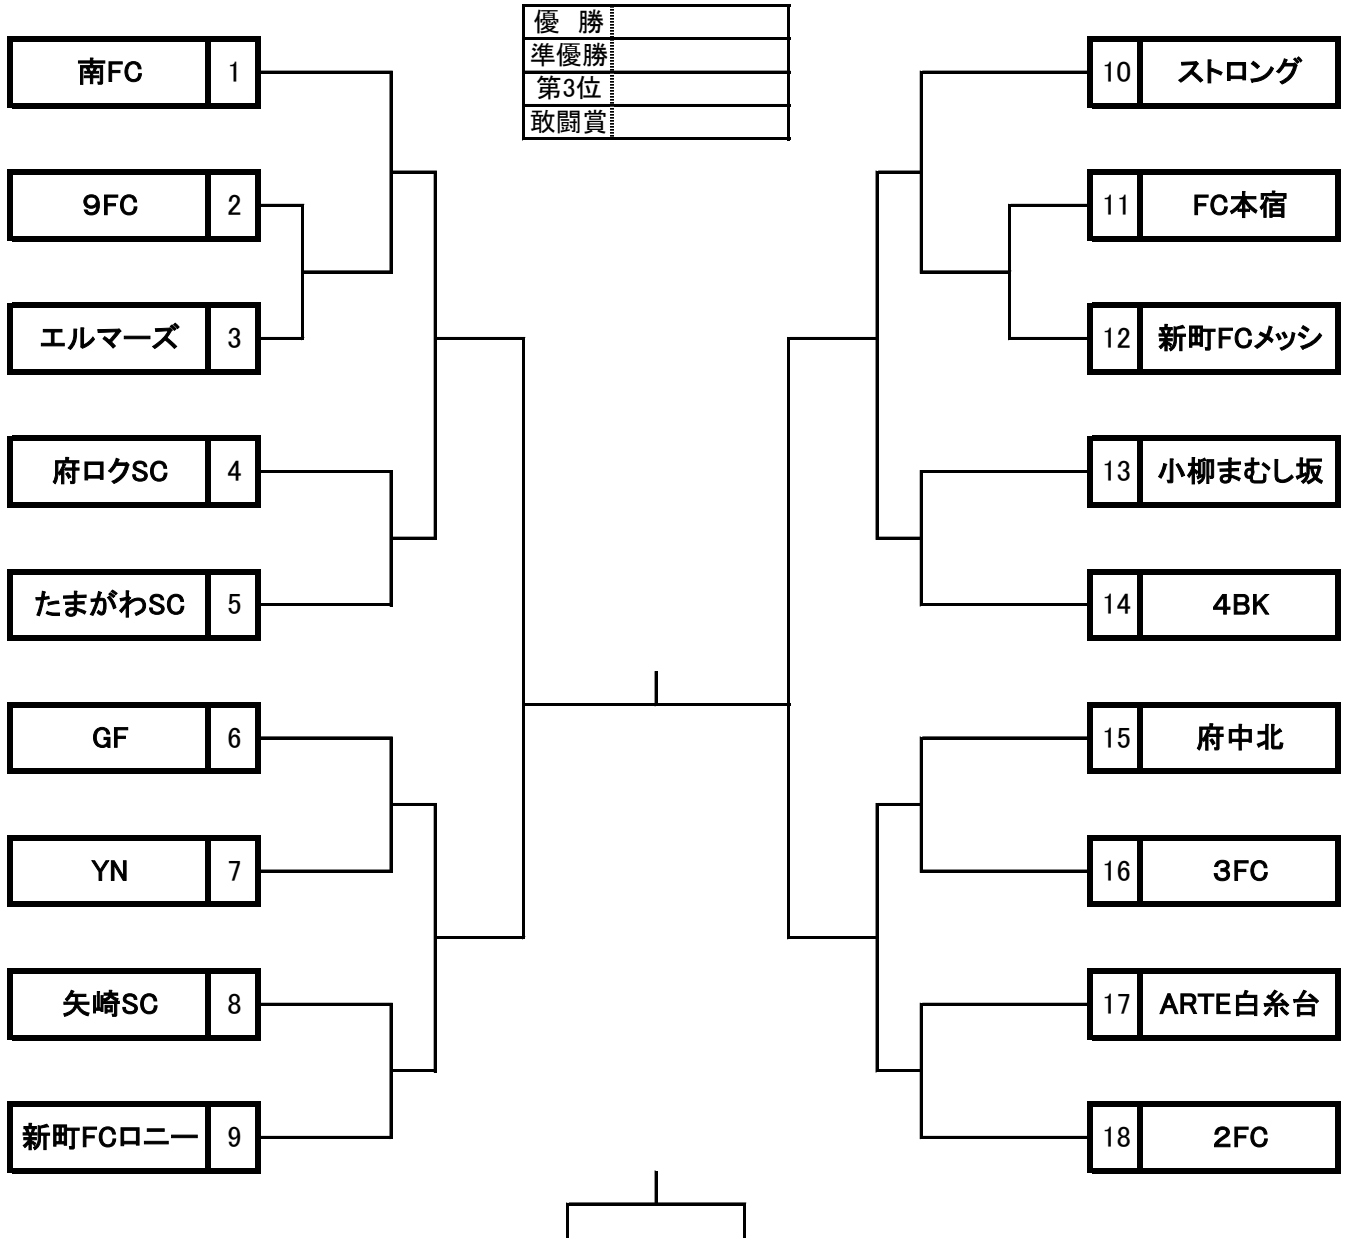 優　勝
準優勝
第3位
敢闘賞
南FC 1
９FC 2
エルマーズ 3
府ロクSC 4
たまがわSC 5
GF 6
YN 7
矢崎SC 8
新町FCロニー 9
10 ストロング
11 FC本宿
12 新町FCメッシ
13 小柳まむし坂
14 ４BK
15 府中北
16 ３FC
17 ARTE白糸台
18 ２FC